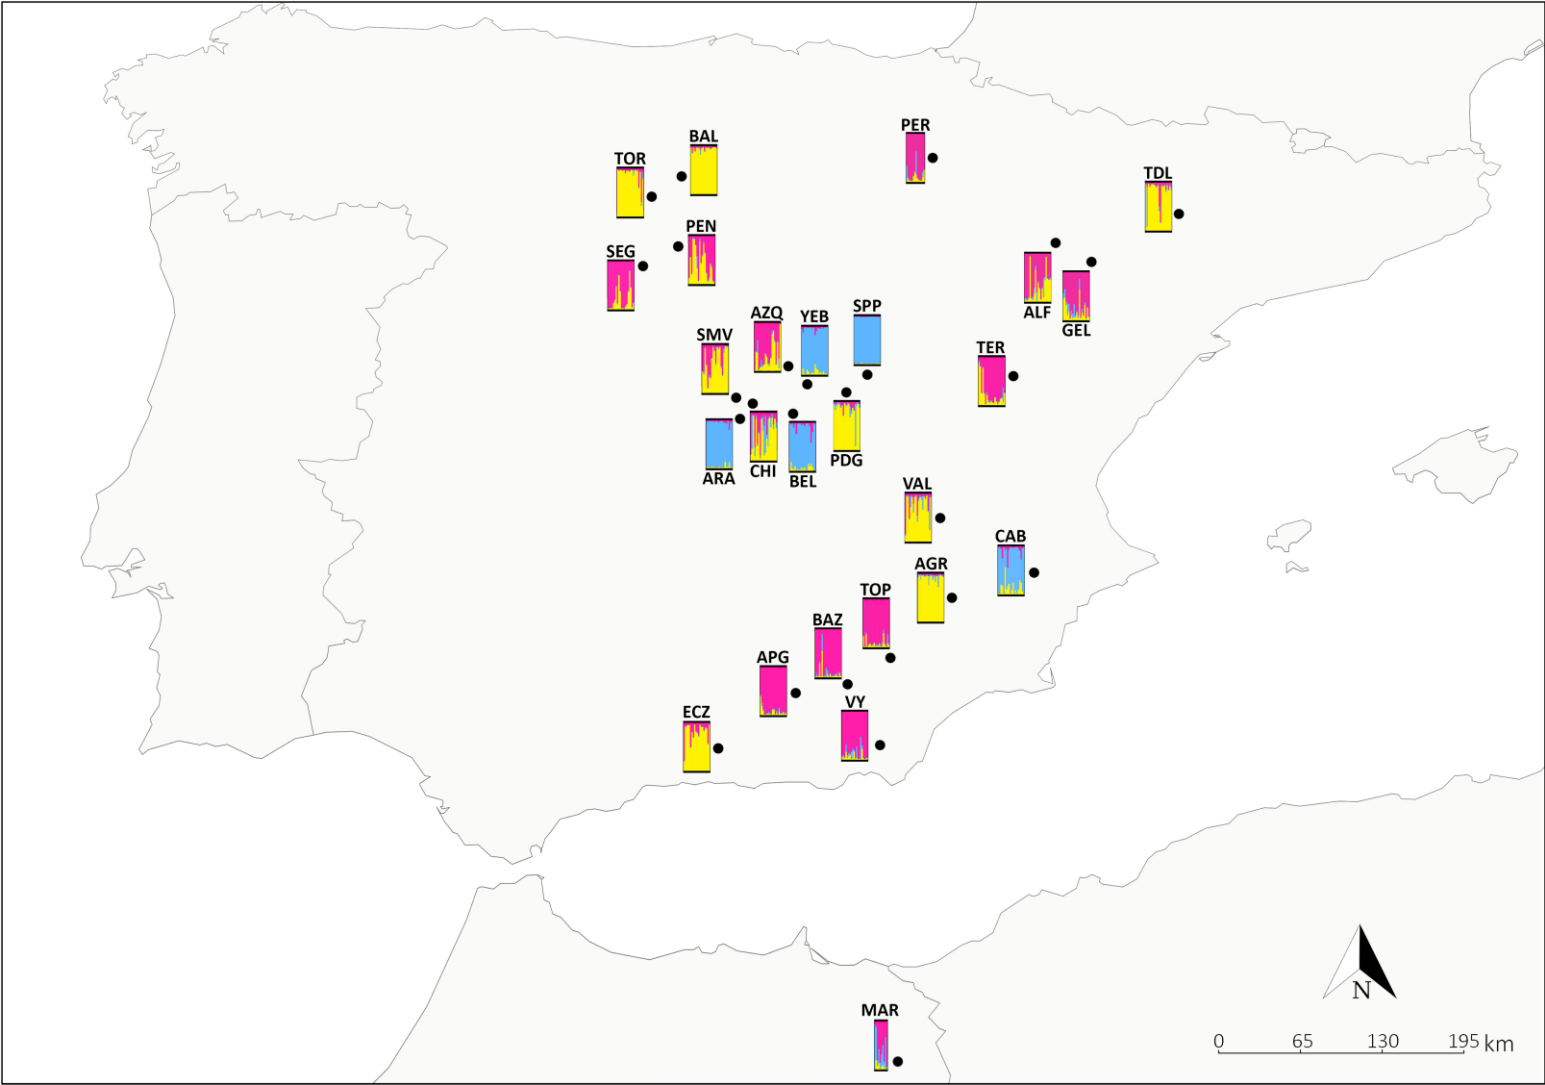 PER
BAL
TOR
TDL
PEN
SEG
SPP
AZQ
YEB
ALF
GEL
SMV
TER
PDG
CHI
ARA
BEL
VAL
CAB
AGR
TOP
BAZ
APG
VY
ECZ
N
MAR
0 65 130 195 km